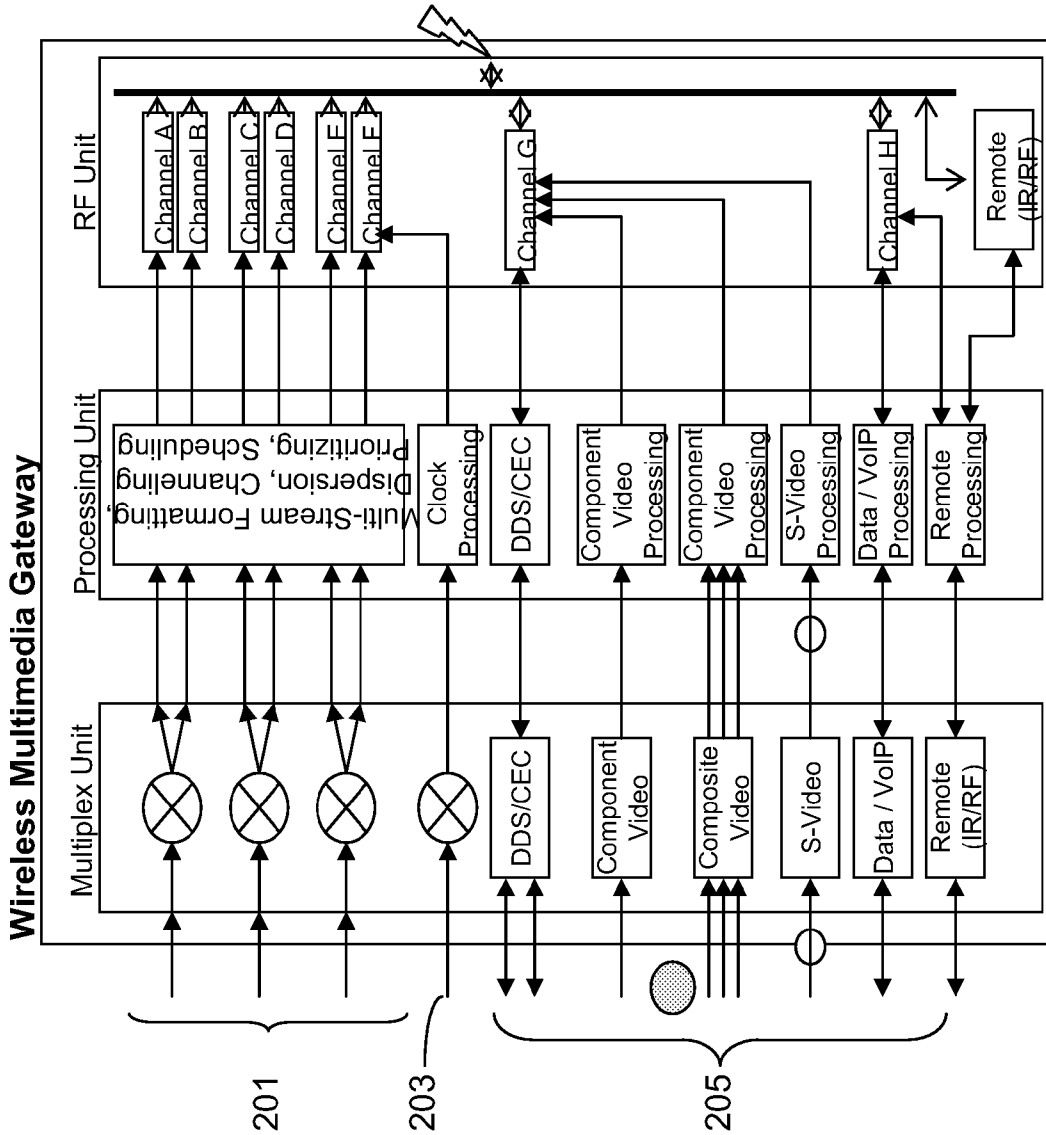 Wireless Multimedia Gateway
Multiplex Unit
Processing Unit
RF Unit
201
203
205
DDS/CEC
Component
Video
Composite
Video
S-Video
Data / VoIP
Remote
(IR/RF)
Multi-Stream Formatting,
Dispersion, Channeling
Prioritizing, Scheduling
Clock
Processing
DDS/CEC
Component
Video
Processing
Component
Video
Processing
S-Video
Processing
Data / VoIP
Processing
Remote
Processing
Channel A
Channel B
Channel C
Channel D
Channel E
Channel F
Channel G
Channel H
Remote
(IR/RF)